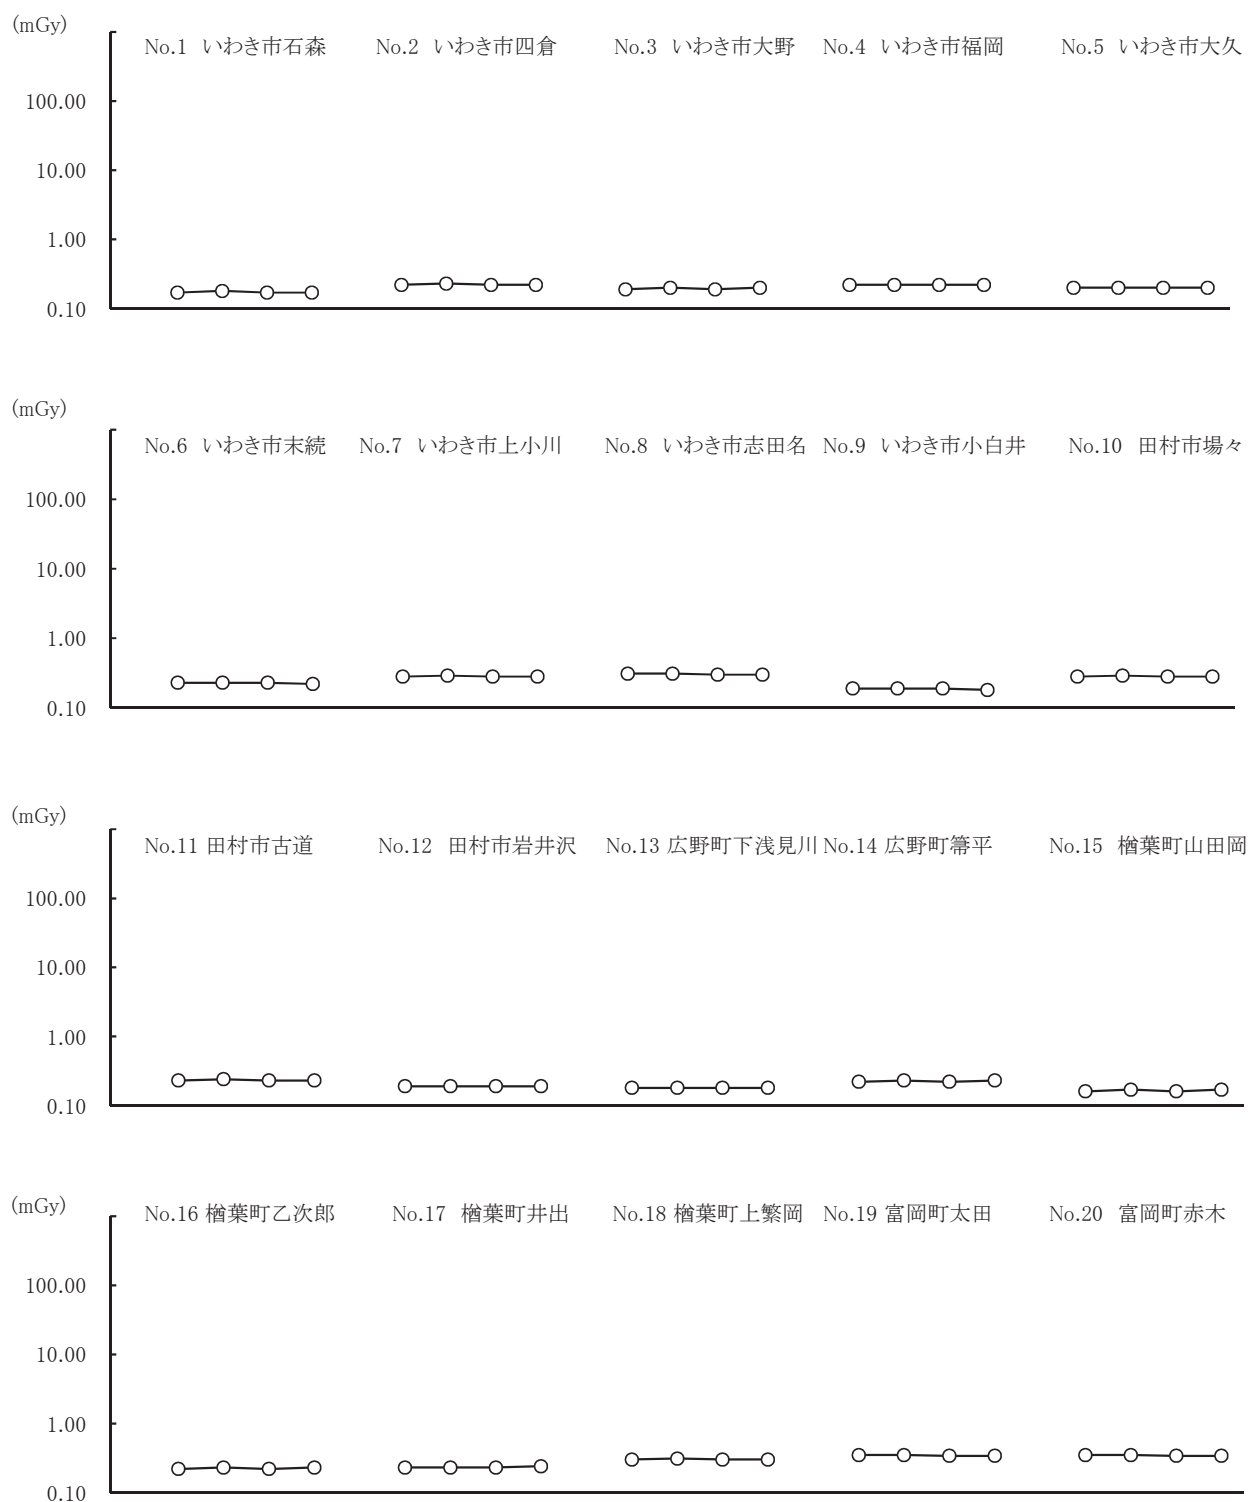 (mGy)
No.1 いわき市石森 No.2 いわき市四倉 No.3 いわき市大野 No.4 いわき市福岡 No.5 いわき市大久
100.00
10.00
1.00
0.10
(mGy)
No.6 いわき市末続 No.7 いわき市上小川 No.8 いわき市志田名 No.9 いわき市小白井 No.10 田村市場々
100.00
10.00
1.00
0.10
(mGy)
No.11 田村市古道 No.12 田村市岩井沢 No.13 広野町下浅見川 No.14 広野町箒平 No.15 楢葉町山田岡
100.00
10.00
1.00
0.10
(mGy)
No.16 楢葉町乙次郎 No.17 楢葉町井出 No.18 楢葉町上繁岡 No.19 富岡町太田 No.20 富岡町赤木
100.00
10.00
1.00
0.10